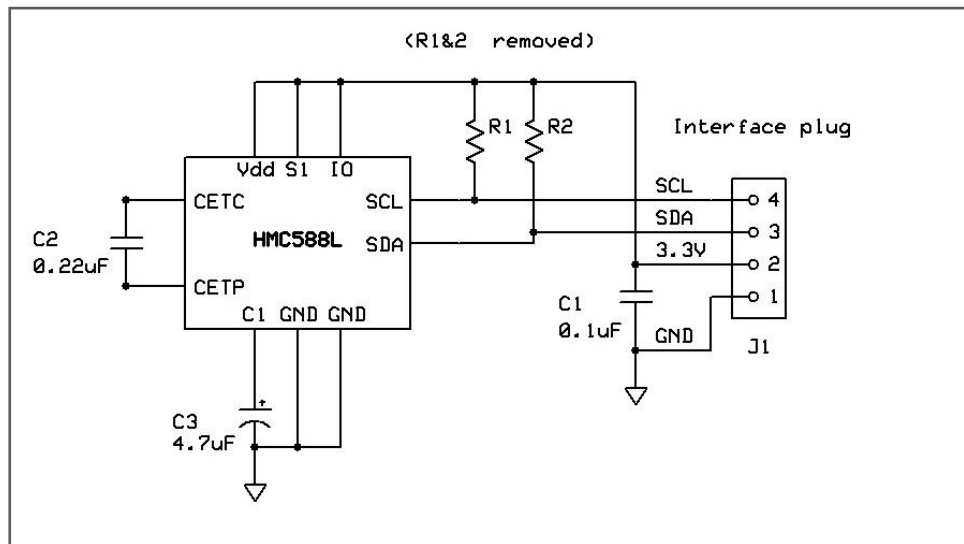 (R1&2 removed)
R1
R2
Interface plug
Vdd S1 IO
CETC
SCL
SCL
4
HMC588L
C2
0.22uF
SDA
SDA
3
3.3V
2
CETP
C1
0.1uF
1
C1 GND GND
GND
J1
+
C3
4.7uF